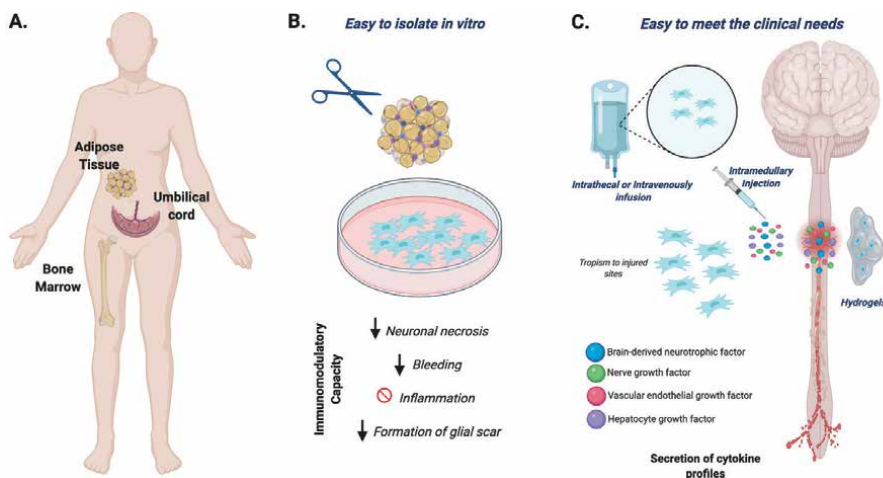 A.
Adipose
Tissue
Umbilical
cord
Bone
Marrow
B.
Easy to isolate in vitro
Immunomodulatory
Capacity
Neuronal necrosis
Bleeding
Inflammation
Formation of glial scar
C.
Easy to meet the clinical needs
Intrathecal or Intravenously
infusion
Intramedullary
Injection
Tropism to injured
sites
Hydrogels
Brain-derived neurotrophic factor
Nerve growth factor
Vascular endothelial growth factor
Hepatocyte growth factor
Secretion of cytokine
profiles